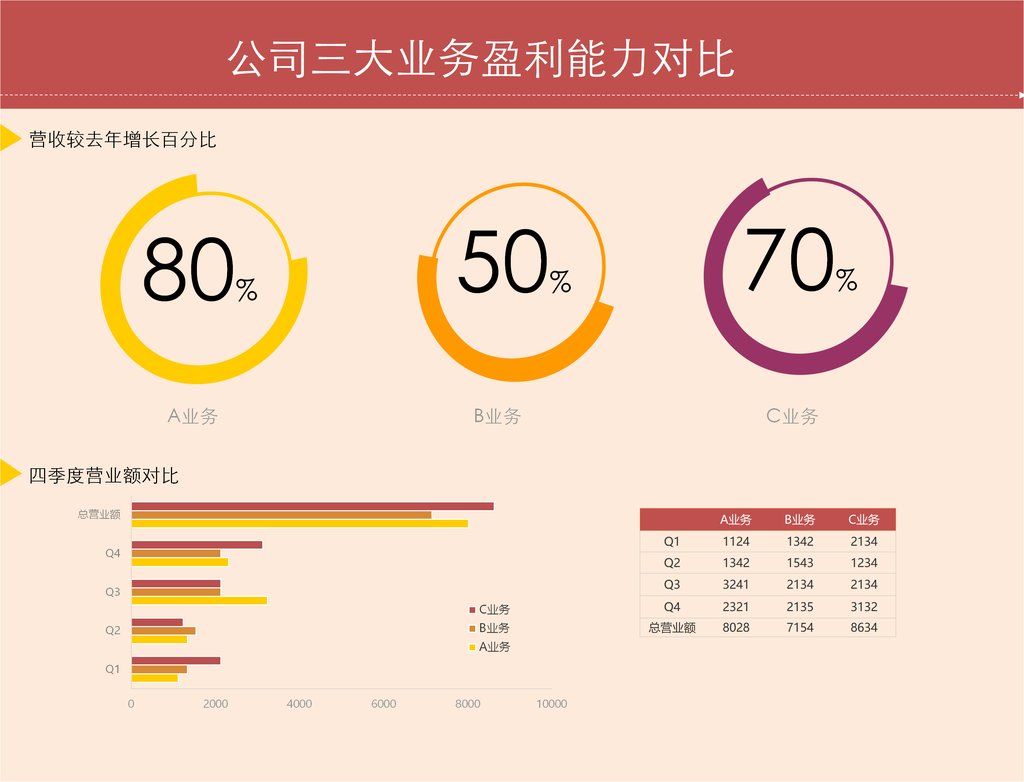 公司三大业务盈利能力对比
营收较去年增长百分比
80%
50%
70%
A业务
B业务
C业务
四季度营业额对比
总营业额
Q4
Q3
Q2
Q1
0 2000 4000 6000 8000 10000
C业务
B业务
A业务
A业务 B业务 C业务
Q1 1124 1342 2134
Q2 1342 1543 1234
Q3 3241 2134 2134
Q4 2321 2135 3132
总营业额 8028 7154 8634